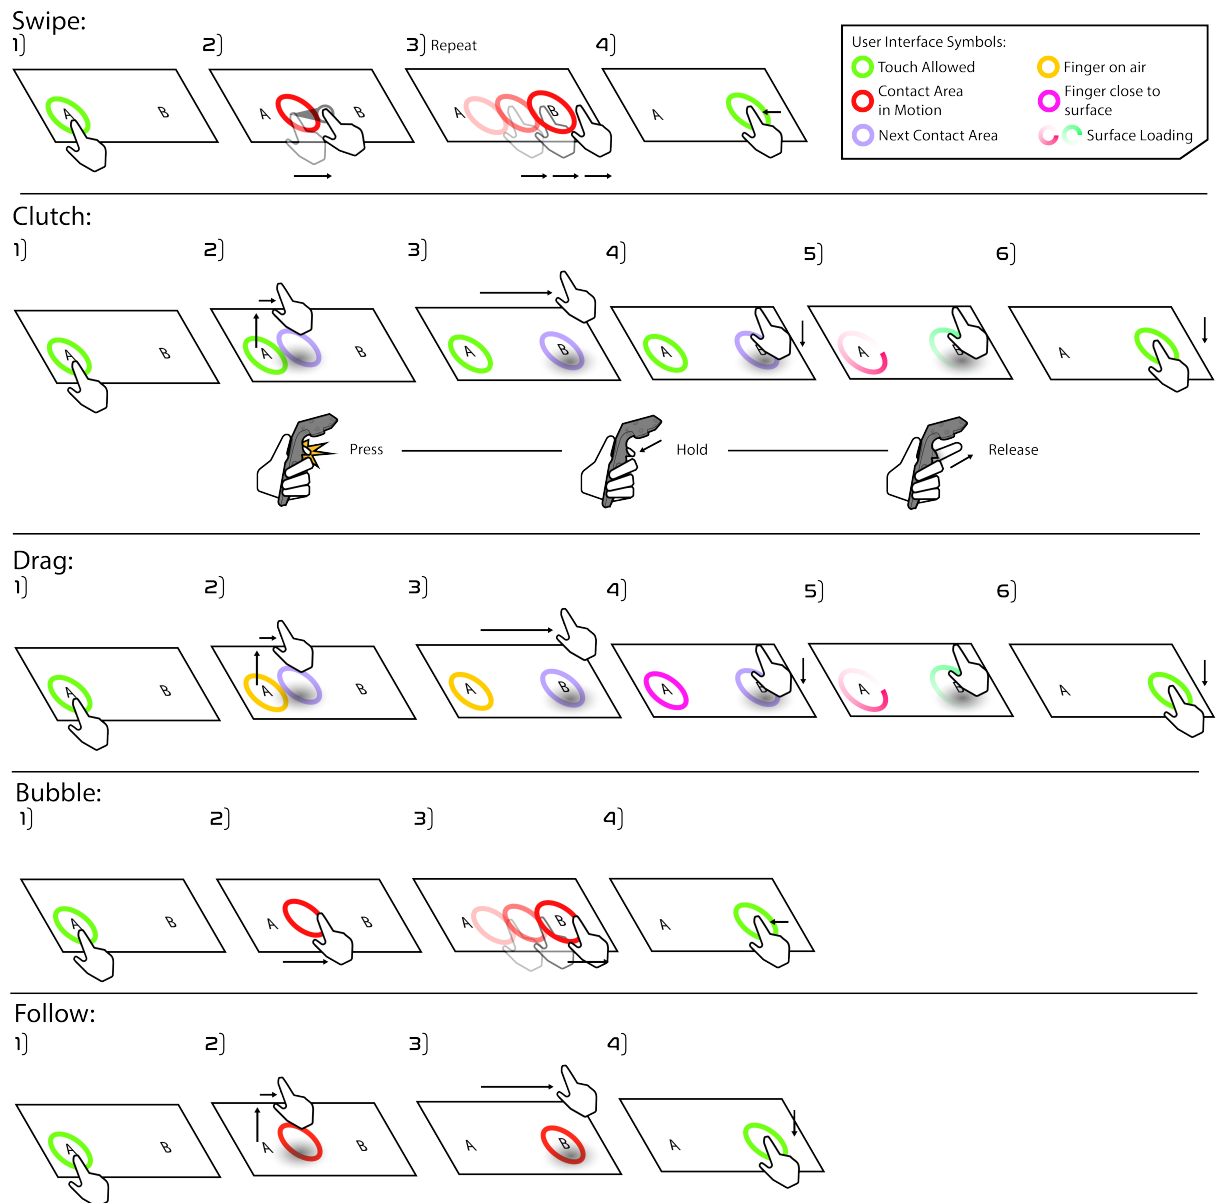 Swipe:
1) 2) 3) Repeat 4)
A B
A B
A B
A
User Interface Symbols:
Touch Allowed
Finger on air
Contact Area
in Motion
Finger close to
surface
Next Contact Area
Surface Loading
Clutch:
1) 2) 3) 4) 5) 6)
A B
A B
A B
A B
A B
A
Press
Hold
Release
Drag:
1) 2) 3) 4) 5) 6)
A B
A B
A B
A B
A B
A
Bubble:
1) 2) 3) 4)
A B
A B
A B
A
Follow:
1) 2) 3) 4)
A B
A B
A B
A